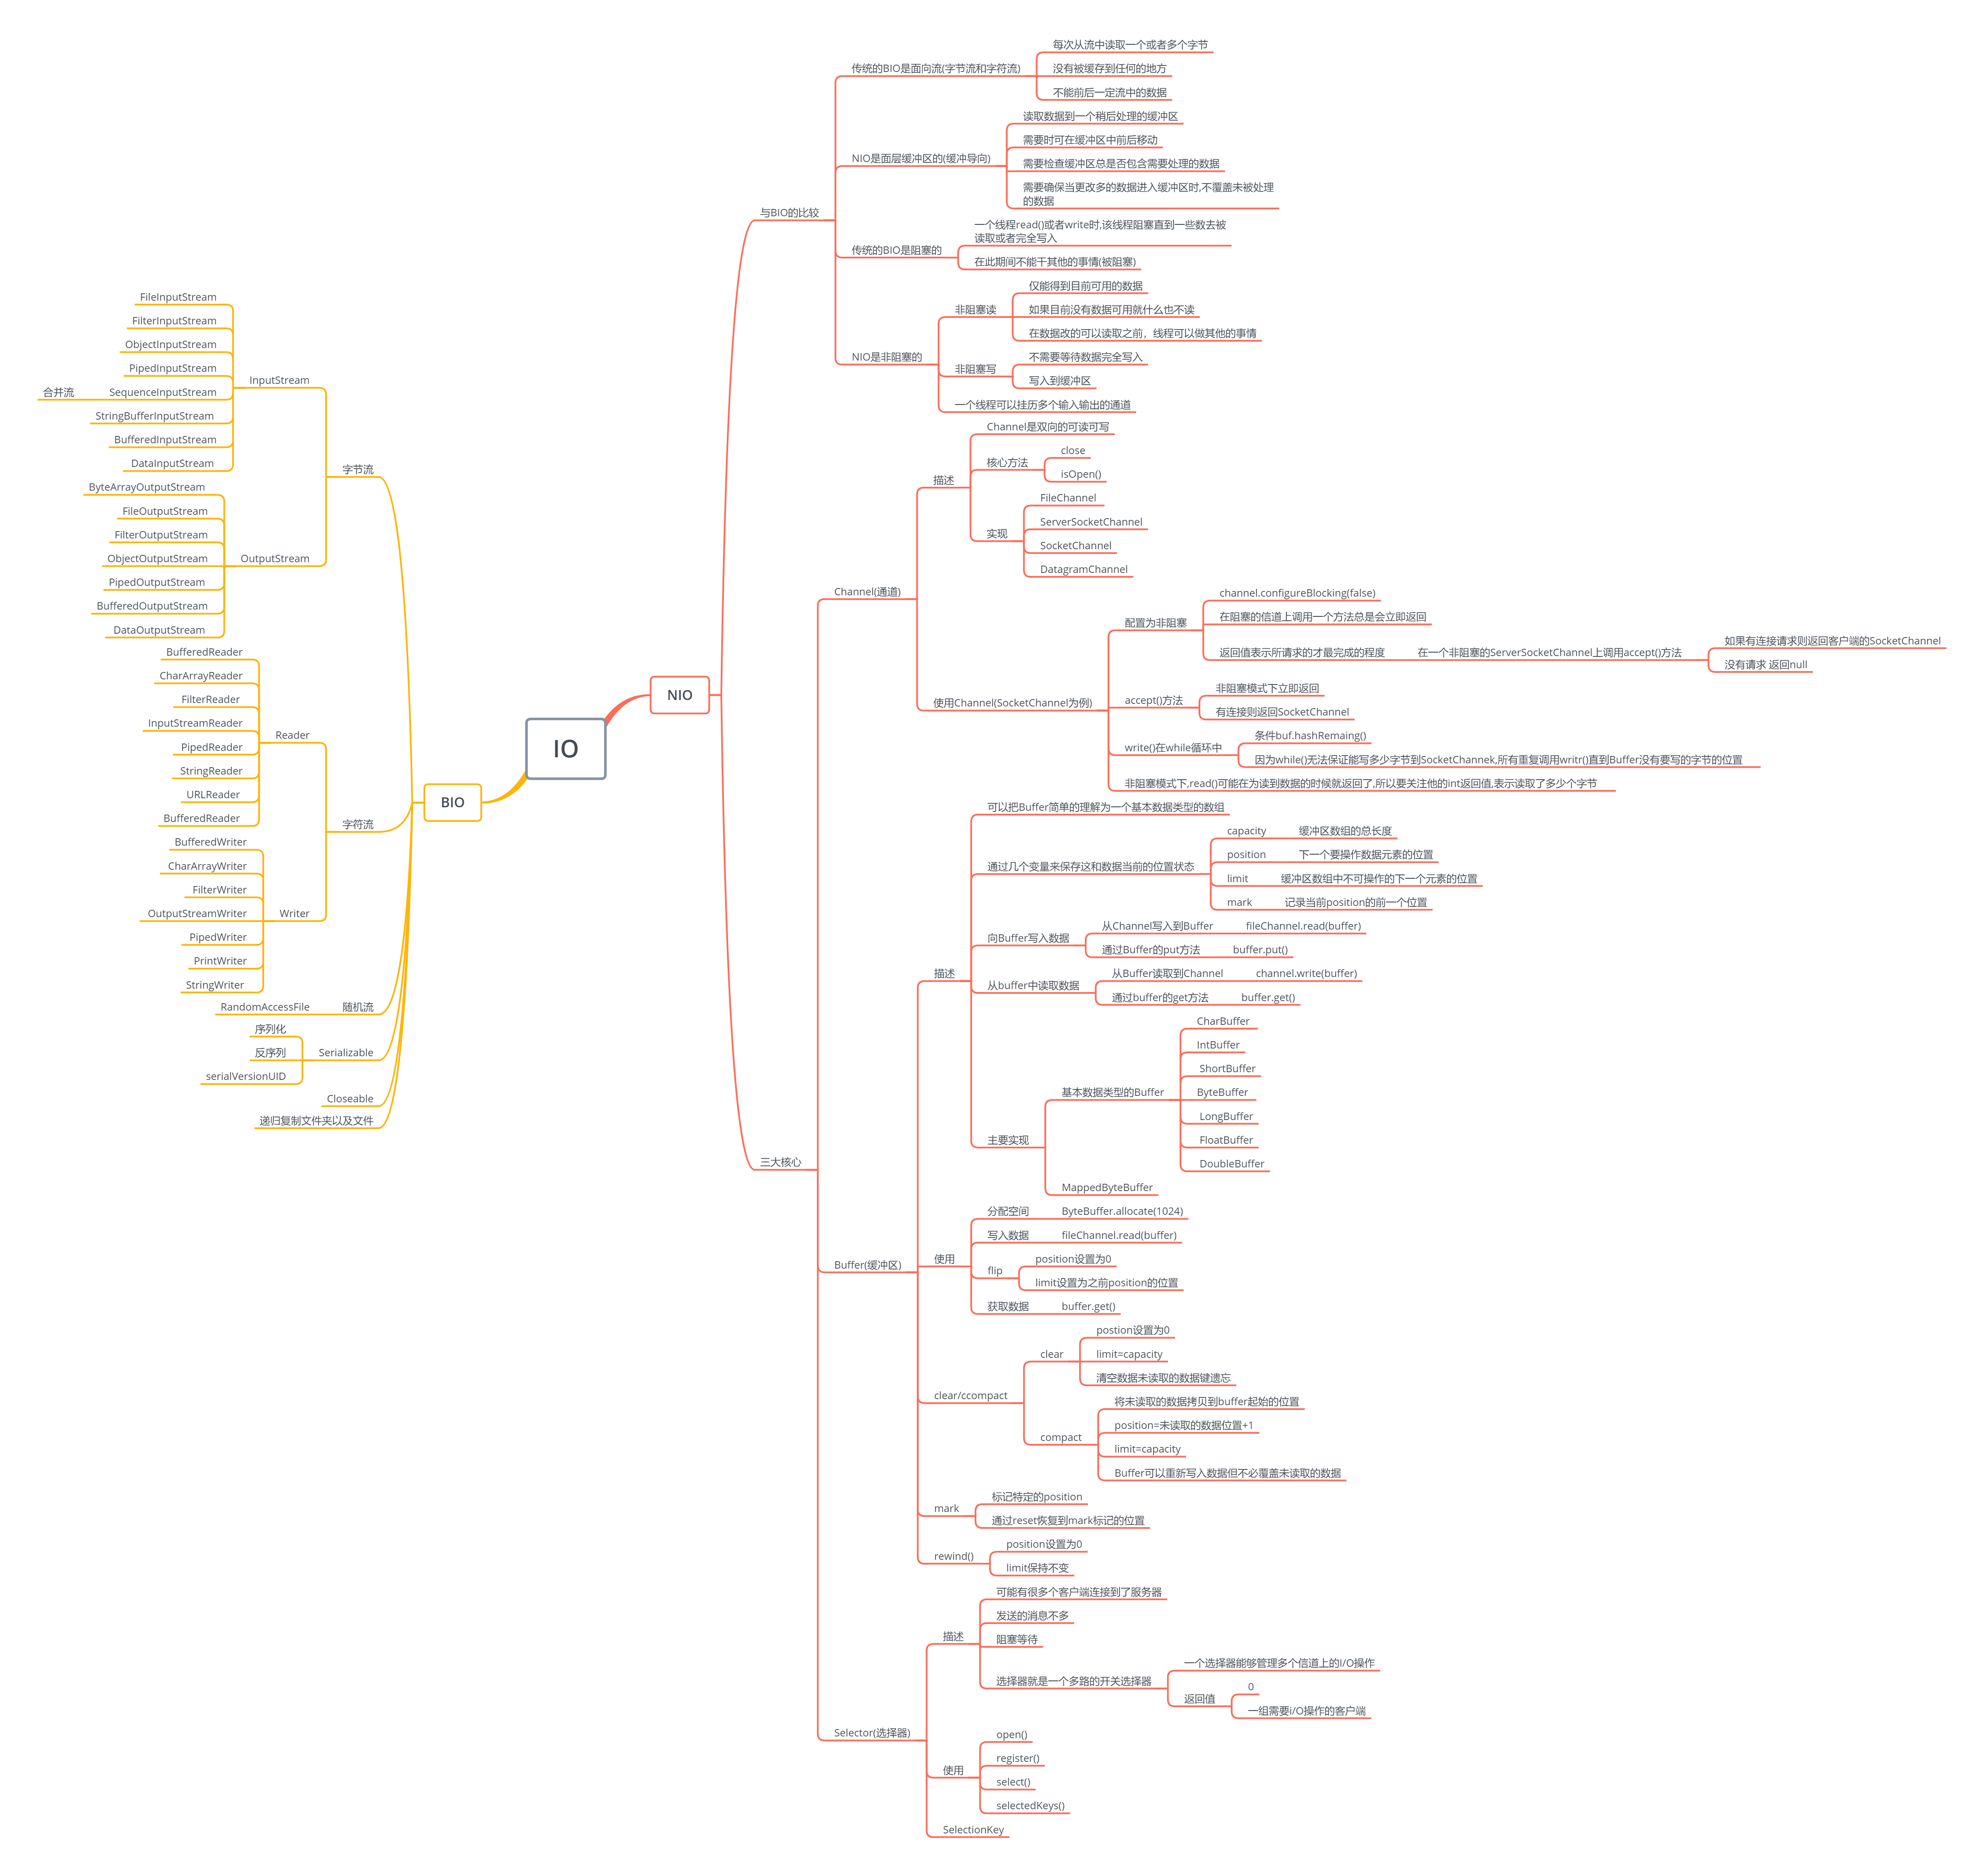 IO
NIO
与BIO的比较
传统的BIO是面向流(字节流和字符流)
每次从流中读取一个或者多个字节
没有被缓存到任何的地方
不能前后一定流中的数据
NIO是面层缓冲区的(缓冲导向)
读取数据到一个稍后处理的缓冲区
需要时可在缓冲区中前后移动
需要检查缓冲区总是否包含需要处理的数据
需要确保当更改多的数据进入缓冲区时,不覆盖未被处理
的数据
传统的BIO是阻塞的
一个线程read()或者write时,该线程阻塞直到一些数去被
读取或者完全写入
在此期间不能干其他的事情(被阻塞)
NIO是非阻塞的
非阻塞读
仅能得到目前可用的数据
如果目前没有数据可用就什么也不读
在数据改的可以读取之前，线程可以做其他的事情
非阻塞写
不需要等待数据完全写入
写入到缓冲区
一个线程可以挂历多个输入输出的通道
三大核心
Channel(通道)
描述
Channel是双向的可读可写
核心方法
close
isOpen()
实现
FileChannel
ServerSocketChannel
SocketChannel
DatagramChannel
使用Channel(SocketChannel为例)
配置为非阻塞
channel.configureBlocking(false)
在阻塞的信道上调用一个方法总是会立即返回
返回值表示所请求的才最完成的程度
在一个非阻塞的ServerSocketChannel上调用accept()方法
如果有连接请求则返回客户端的SocketChannel
没有请求 返回null
accept()方法
非阻塞模式下立即返回
有连接则返回SocketChannel
write()在while循环中
条件buf.hashRemaing()
因为while()无法保证能写多少字节到SocketChannek,所有重复调用writr()直到Buffer没有要写的字节的位置
非阻塞模式下,read()可能在为读到数据的时候就返回了,所以要关注他的int返回值,表示读取了多少个字节
Buffer(缓冲区)
描述
可以把Buffer简单的理解为一个基本数据类型的数组
通过几个变量来保存这和数据当前的位置状态
capacity
缓冲区数组的总长度
position
下一个要操作数据元素的位置
limit
缓冲区数组中不可操作的下一个元素的位置
mark
记录当前position的前一个位置
向Buffer写入数据
从Channel写入到Buffer
fileChannel.read(buffer)
通过Buffer的put方法
buffer.put()
从buffer中读取数据
从Buffer读取到Channel
channel.write(buffer)
通过buffer的get方法
buffer.get()
主要实现
基本数据类型的Buffer
CharBuffer
IntBuffer
ShortBuffer
ByteBuffer
LongBuffer
FloatBuffer
DoubleBuffer
MappedByteBuffer
使用
分配空间
ByteBuffer.allocate(1024)
写入数据
fileChannel.read(buffer)
flip
position设置为0
limit设置为之前position的位置
获取数据
buffer.get()
clear/ccompact
clear
postion设置为0
limit=capacity
清空数据未读取的数据键遗忘
compact
将未读取的数据拷贝到buffer起始的位置
position=未读取的数据位置+1
limit=capacity
Buffer可以重新写入数据但不必覆盖未读取的数据
mark
标记特定的position
通过reset恢复到mark标记的位置
rewind()
position设置为0
limit保持不变
Selector(选择器)
描述
可能有很多个客户端连接到了服务器
发送的消息不多
阻塞等待
选择器就是一个多路的开关选择器
一个选择器能够管理多个信道上的I/O操作
返回值
0
一组需要i/O操作的客户端
使用
open()
register()
select()
selectedKeys()
SelectionKey
BIO
字节流
InputStream
FileInputStream
FilterInputStream
ObjectInputStream
PipedInputStream
SequenceInputStream
合并流
StringBufferInputStream
BufferedInputStream
DataInputStream
OutputStream
ByteArrayOutputStream
FileOutputStream
FilterOutputStream
ObjectOutputStream
PipedOutputStream
BufferedOutputStream
DataOutputStream
字符流
Reader
BufferedReader
CharArrayReader
FilterReader
InputStreamReader
PipedReader
StringReader
URLReader
BufferedReader
Writer
BufferedWriter
CharArrayWriter
FilterWriter
OutputStreamWriter
PipedWriter
PrintWriter
StringWriter
随机流
RandomAccessFile
Serializable
序列化
反序列
serialVersionUID
Closeable
递归复制文件夹以及文件